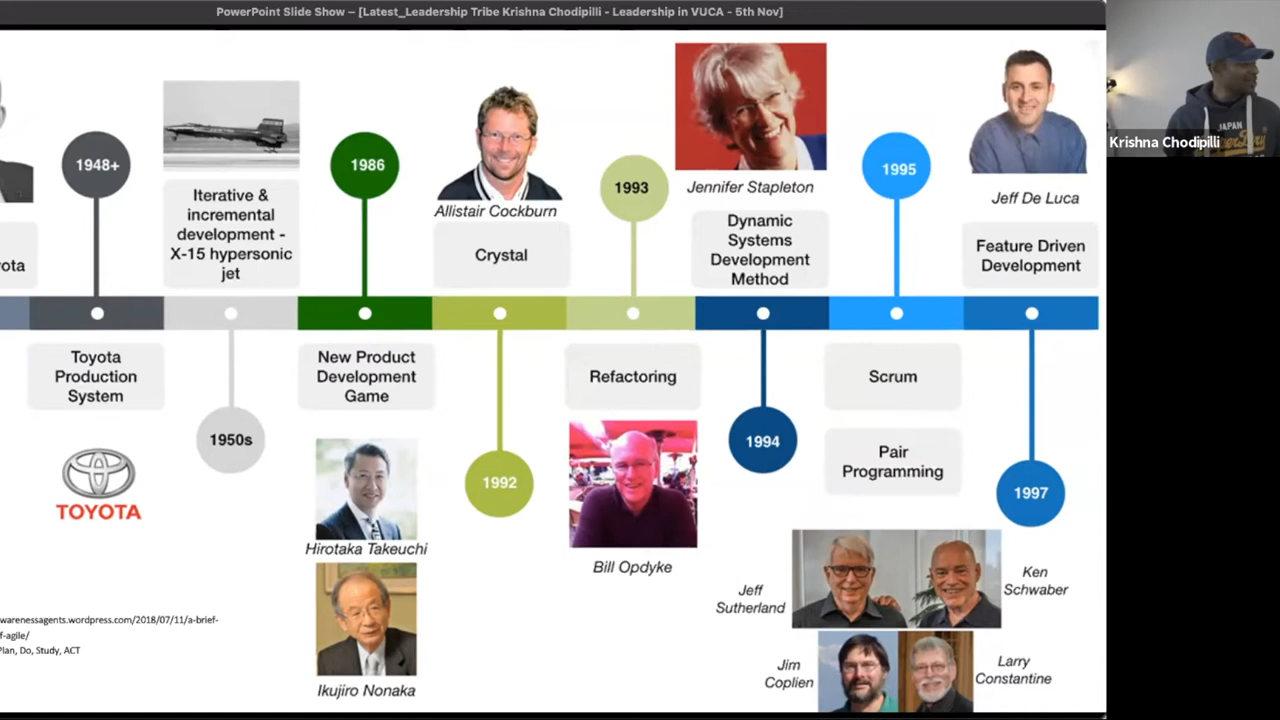 PowerPoint Slide Show – [Latest_Leadership Tribe Krishna Chodipilli - Leadership in VUCA - 5th Nov]
Krishna Chodipilli
1948+
Iterative &
incremental
development -
X-15 hypersonic
jet
1986
Allistair Cockburn
Crystal
1993
Jennifer Stapleton
Dynamic
Systems
Development
Method
1995
Jeff De Luca
Feature Driven
Development
ota
Toyota
Production
System
TOYOTA
1950s
New Product
Development
Game
Hirotaka Takeuchi
Ikujiro Nonaka
1992
Refactoring
Bill Opdyke
1994
Scrum
Pair
Programming
1997
Jeff
Sutherland
Ken
Schwaber
Jim
Coplien
Larry
Constantine
warenessagents.wordpress.com/2018/07/11/a-brief-
f-agile/
Plan, Do, Study, ACT
JAPAN